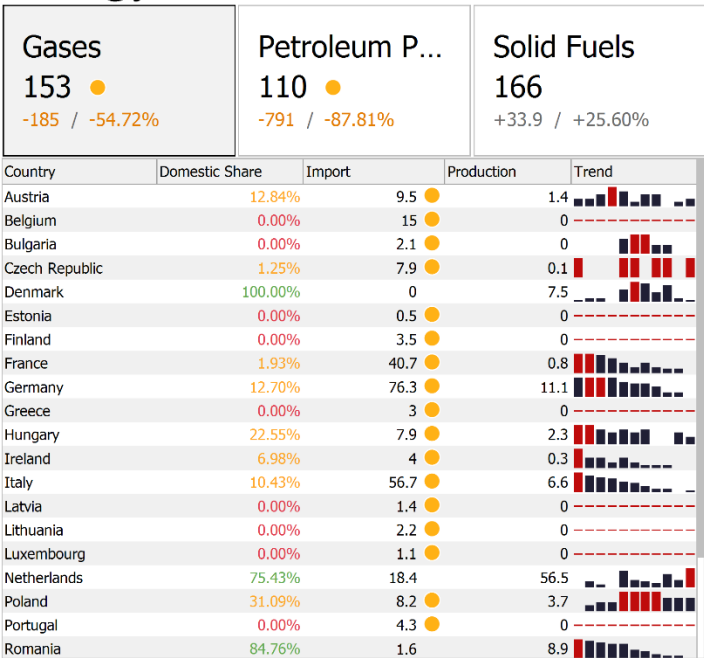 Gases
Petroleum P...
Solid Fuels
153
110
166
-185 / -54.72%
-791 / -87.81%
+33.9 / +25.60%
Country Domestic Share Import Production Trend
Austria 12.84% 9.5 1.4
Belgium 0.00% 15 0
Bulgaria 0.00% 2.1 0
Czech Republic 1.25% 7.9 0.1
Denmark 100.00% 0 7.5
Estonia 0.00% 0.5 0
Finland 0.00% 3.5 0
France 1.93% 40.7 0.8
Germany 12.70% 76.3 11.1
Greece 0.00% 3 0
Hungary 22.55% 7.9 2.3
Ireland 6.98% 4 0.3
Italy 10.43% 56.7 6.6
Latvia 0.00% 1.4 0
Lithuania 0.00% 2.2 0
Luxembourg 0.00% 1.1 0
Netherlands 75.43% 18.4 56.5
Poland 31.09% 8.2 3.7
Portugal 0.00% 4.3 0
Romania 84.76% 1.6 8.9